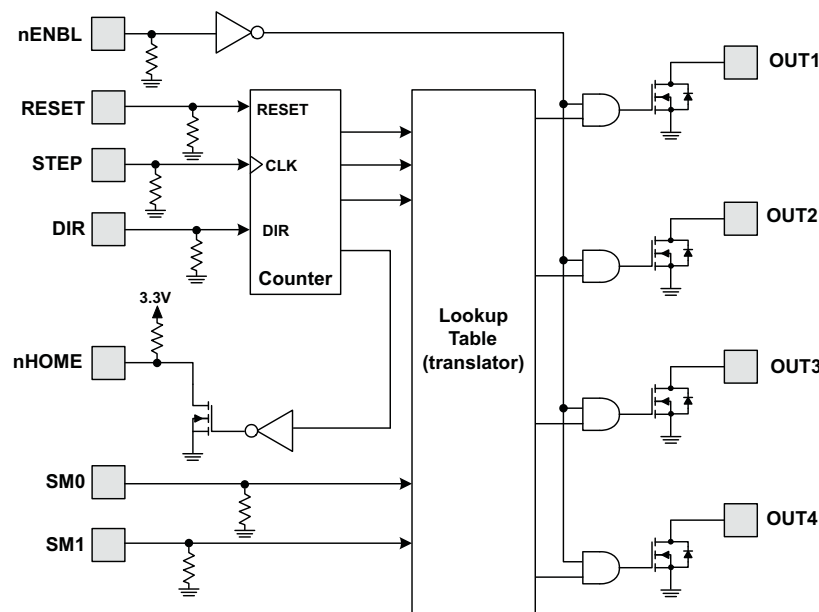 nENBL
OUT1
RESET
RESET
STEP
CLK
DIR
DIR
OUT2
Counter
3.3V
Lookup
Table
(translator)
nHOME
OUT3
SM0
OUT4
SM1